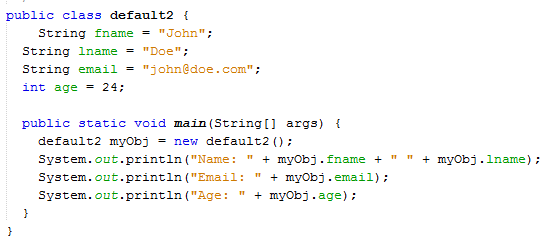 public class default2 {
String fname = "John";
String lname = "Doe";
String email = "john@doe.com";
int age = 24;
public static void main(String[] args) {
default2 myObj = new default2();
System.out.println("Name: " + myObj.fname + " " + myObj.lname);
System.out.println("Email: " + myObj.email);
System.out.println("Age: " + myObj.age);
}
}